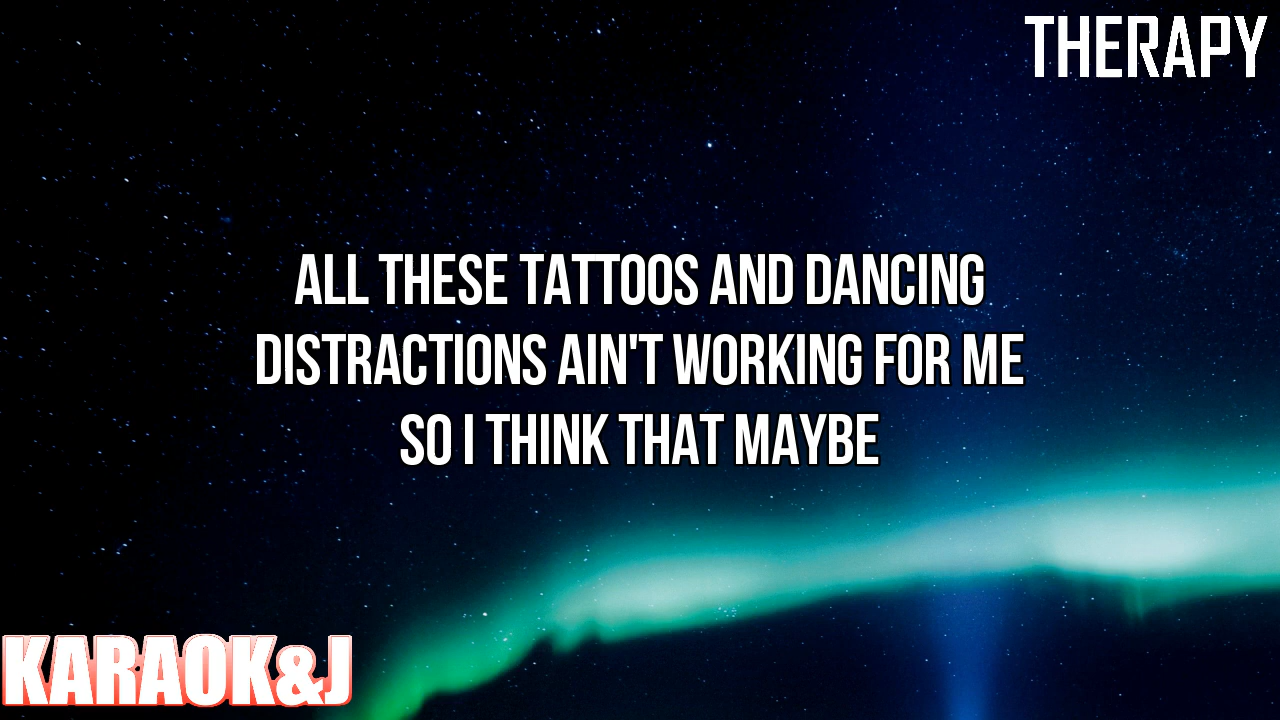 THERAPY
ALL THESE TATTOOS AND DANCING
DISTRACTIONS AIN'T WORKING FOR ME
SO I THINK THAT MAYBE
KARAOK&J